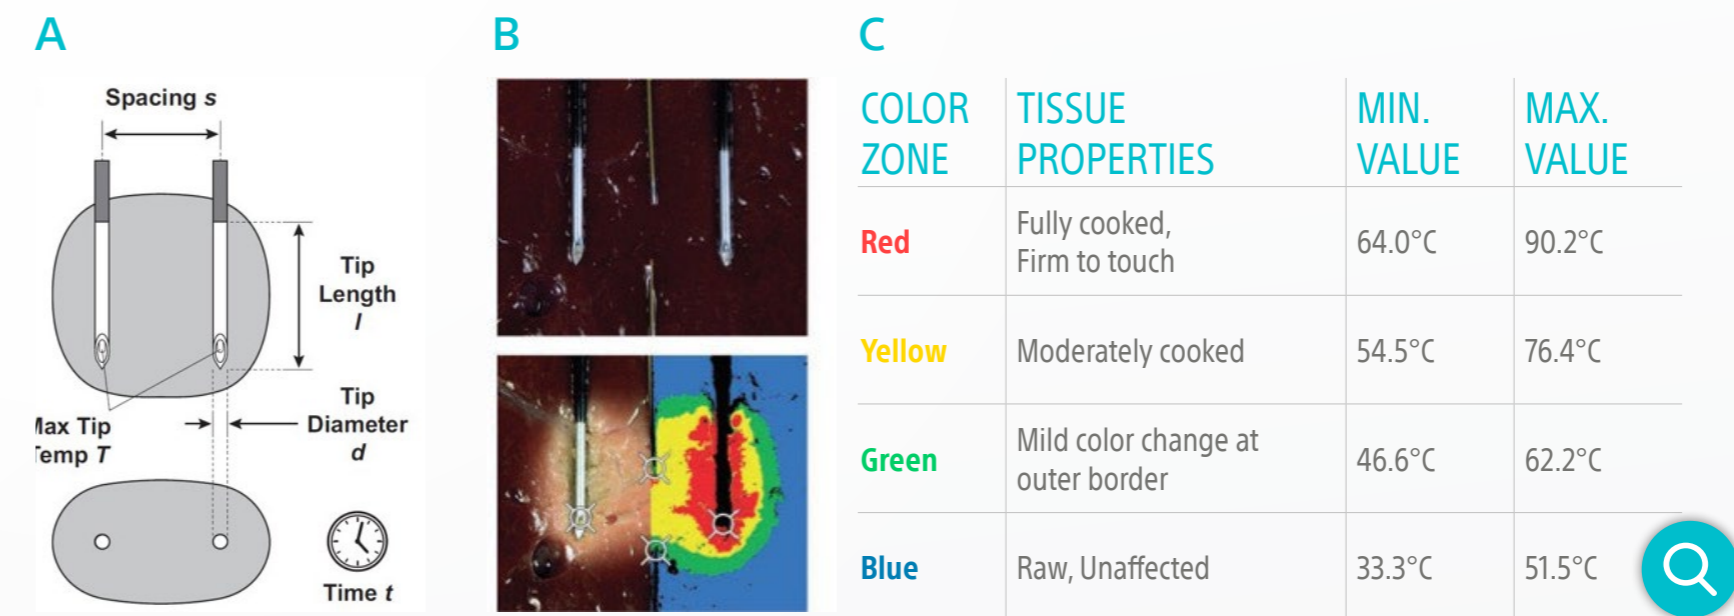 A
Spacing s
Tip
Length
l
Max Tip
Temp T
Tip
Diameter
d
Time t
B
C
COLOR ZONE
TISSUE PROPERTIES
MIN. VALUE
MAX. VALUE
Red
Fully cooked,
Firm to touch
64.0°C
90.2°C
Yellow
Moderately cooked
54.5°C
76.4°C
Green
Mild color change at
outer border
46.6°C
62.2°C
Blue
Raw, Unaffected
33.3°C
51.5°C